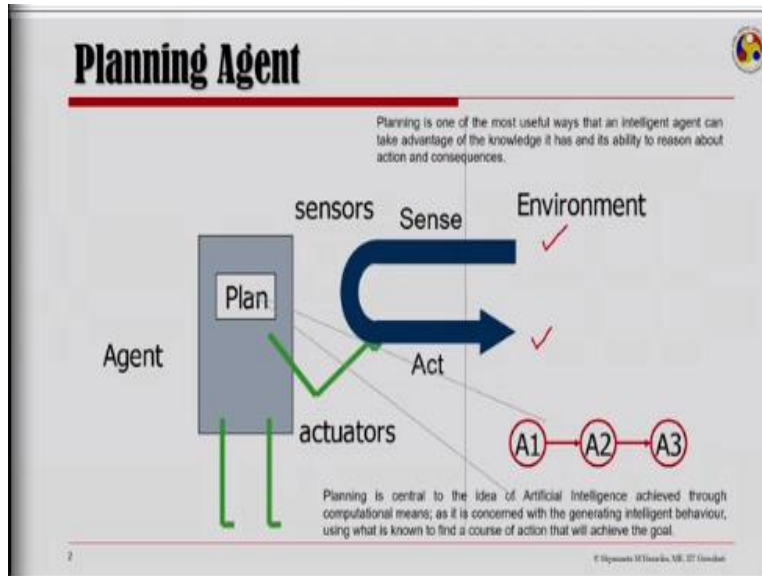 Planning Agent
Planning is one of the most useful ways that an intelligent agent can
take advantage of the knowledge it has and its ability to reason about
action and consequences.
sensors
Sense
Environment
Plan
Agent
Act
actuators
A1 A2 A3
Planning is central to the idea of Artificial Intelligence achieved through
computational means; as it is concerned with the generating intelligent behaviour,
using what is known to find a course of action that will achieve the goal.
2